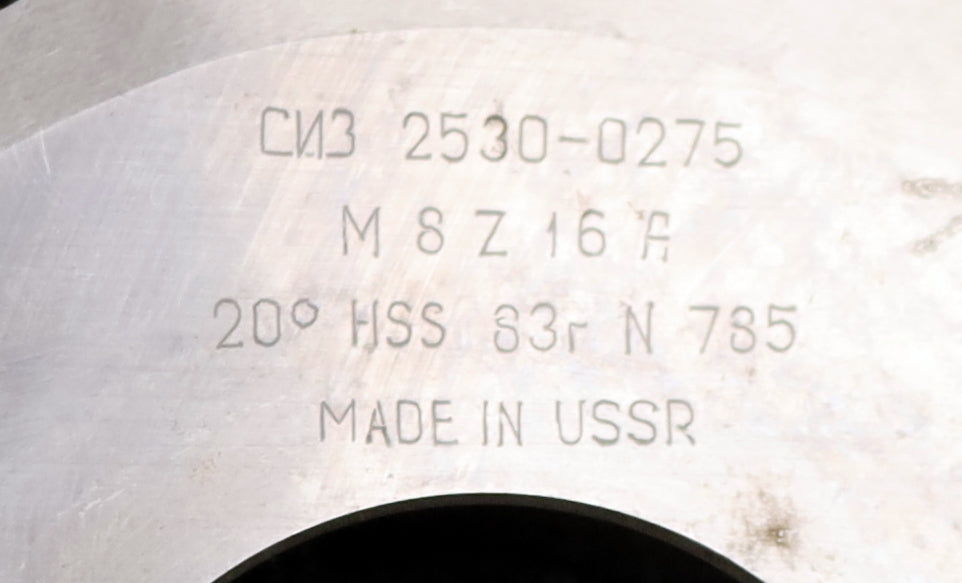 СИЗ 2530-0275
M 8 Z 16 A
20° HSS 83г N 785
MADE IN USSR